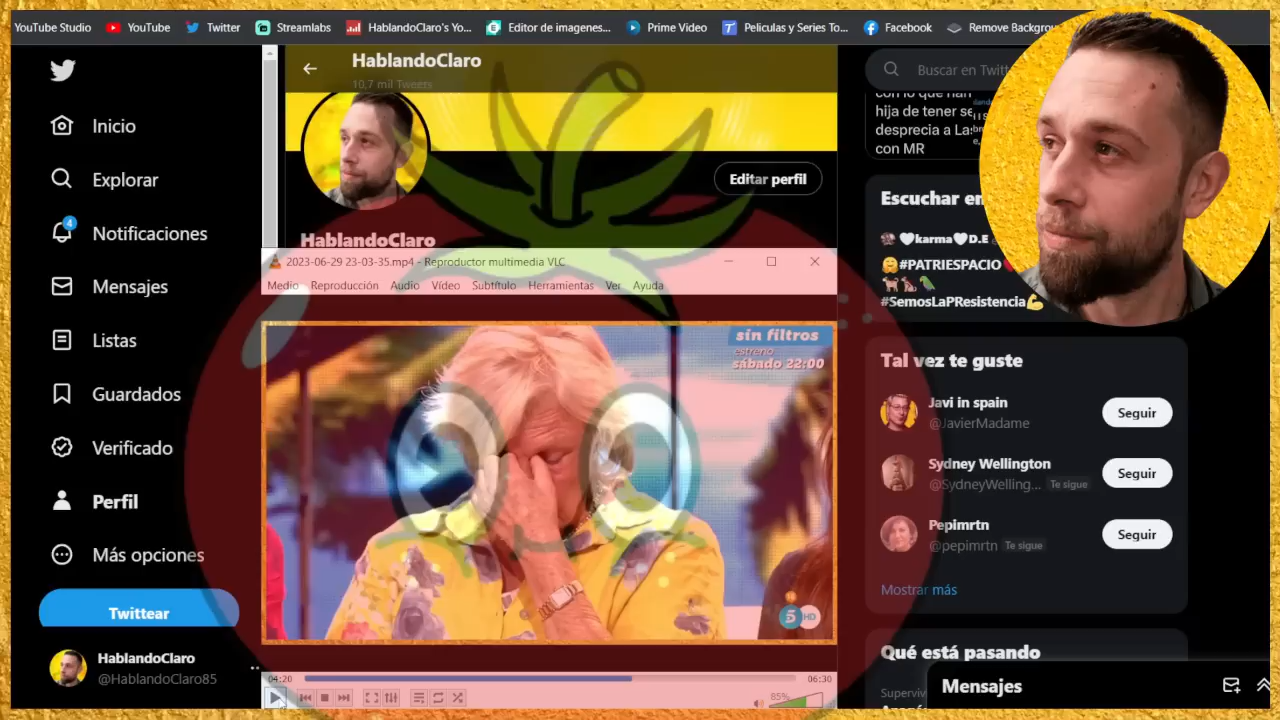 YouTube Studio
YouTube
Twitter
Streamlabs
HablandoClaro's Yo...
Editor de imagenes...
Prime Video
Peliculas y Series To...
Facebook
Remove Backgrou
HablandoClaro
10,7 mil Tweets
Inicio
Explorar
4
Notificaciones
Mensajes
Listas
Guardados
Verificado
Perfil
Más opciones
Twittear
HablandoClaro
@HablandoClaro85
Editar perfil
HablandoClaro
2023-06-29 23-03-35.mp4 - Reproductor multimedia VLC
Medio
Reproducción
Audio
Vídeo
Subtítulo
Herramientas
Ver
Ayuda
sin filtros
estreno
sábado 22:00
5 HD
04:20
06:30
85%
Buscar en Twitt
hija de tener se
desprecia a La
con MR
Escuchar en
karma D.E
#PATRIESPACIO
#SemosLaPResistencia
Tal vez te guste
Javi in spain
@JavierMadame
Seguir
Sydney Wellington
@SydneyWelling... Te sigue
Seguir
Pepimrtn
@pepimrtn Te sigue
Seguir
Mostrar más
Qué está pasando
Superviv
Mensajes